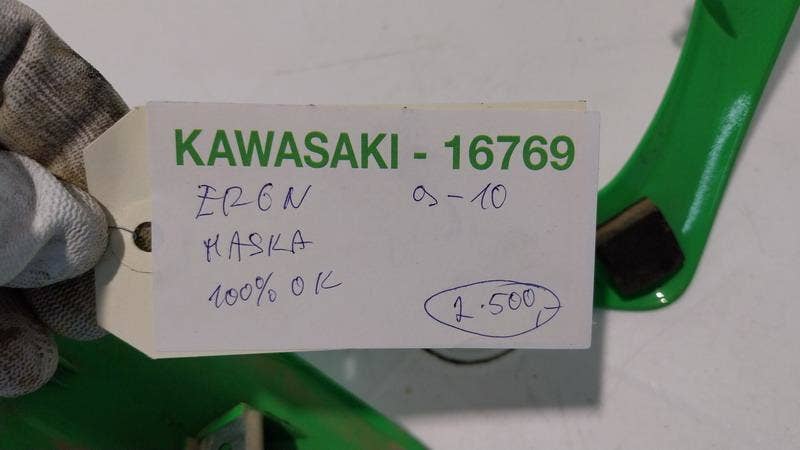 KAWASAKI - 16769
ER6N 09-10
MASKA
100% OK
2.500,-